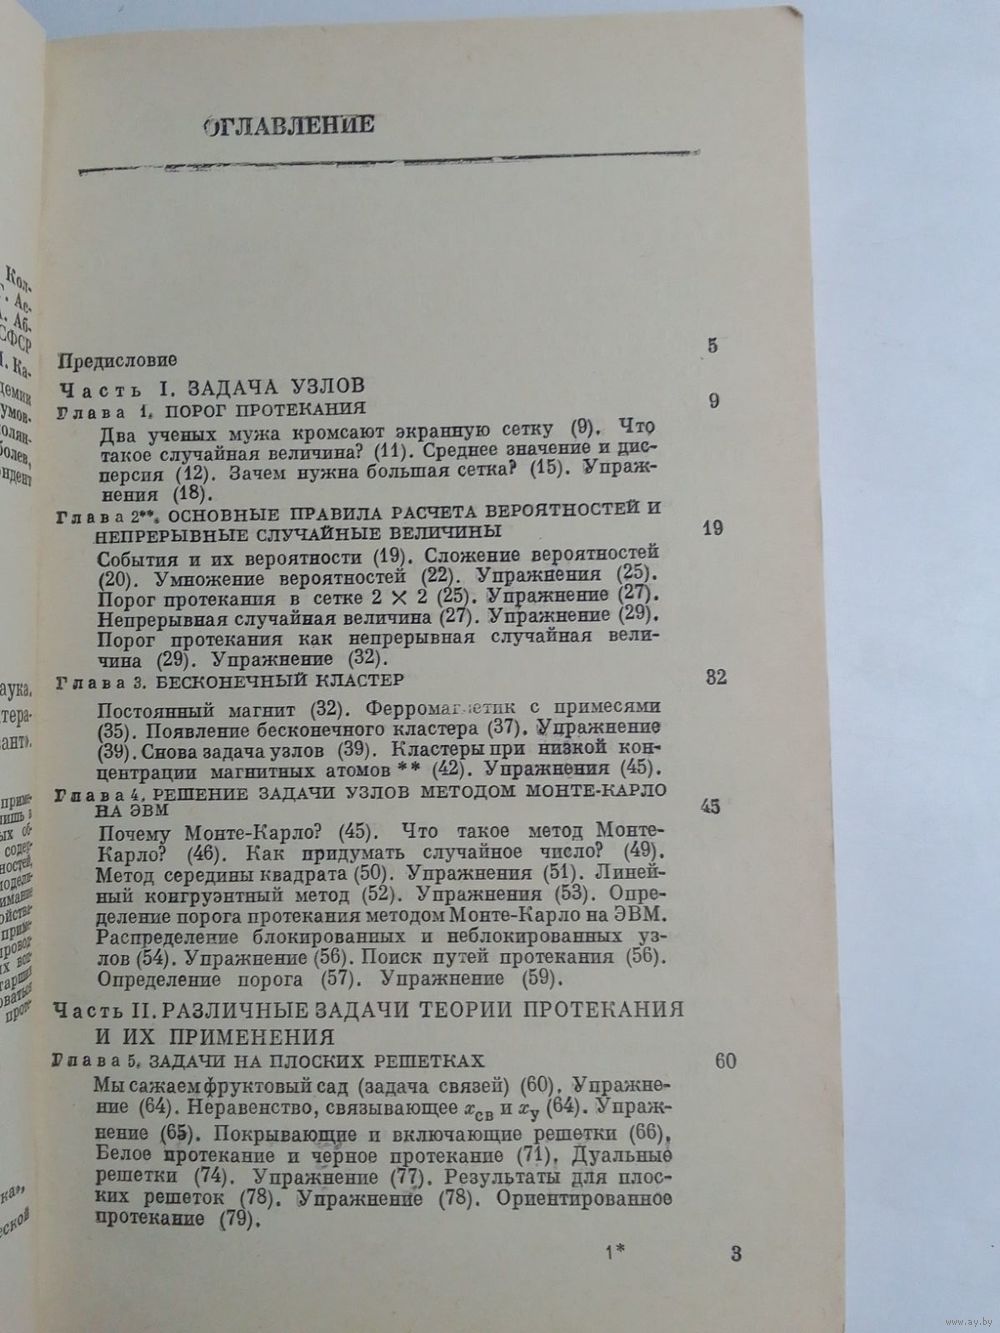 ОГЛАВЛЕНИЕ
Предисловие 5
Часть I. ЗАДАЧА УЗЛОВ
Глава 1. ПОРОГ ПРОТЕКАНИЯ 9
Два ученых мужа кромсают экранную сетку (9). Что
такое случайная величина? (11). Среднее значение и дис-
персия (12). Зачем нужна большая сетка? (15). Упраж-
нения (18).
Глава 2**. ОСНОВНЫЕ ПРАВИЛА РАСЧЕТА ВЕРОЯТНОСТЕЙ И
НЕПРЕРЫВНЫЕ СЛУЧАЙНЫЕ ВЕЛИЧИНЫ 19
События и их вероятности (19). Сложение вероятностей
(20). Умножение вероятностей (22). Упражнения (25).
Порог протекания в сетке 2 × 2 (25). Упражнение (27).
Непрерывная случайная величина (27). Упражнение (29).
Порог протекания как непрерывная случайная вели-
чина (29). Упражнение (32).
Глава 3. БЕСКОНЕЧНЫЙ КЛАСТЕР 32
Постоянный магнит (32). Ферромагнетик с примесями
(35). Появление бесконечного кластера (37). Упражнение
(39). Снова задача узлов (39). Кластеры при низкой кон-
центрации магнитных атомов ** (42). Упражнения (45).
Глава 4. РЕШЕНИЕ ЗАДАЧИ УЗЛОВ МЕТОДОМ МОНТЕ-КАРЛО
НА ЭВМ 45
Почему Монте-Карло? (45). Что такое метод Монте-
Карло? (46). Как придумать случайное число? (49).
Метод середины квадрата (50). Упражнения (51). Линей-
ный конгруэнтный метод (52). Упражнения (53). Опре-
деление порога протекания методом Монте-Карло на ЭВМ.
Распределение блокированных и неблокированных уз-
лов (54). Упражнение (56). Поиск путей протекания (56).
Определение порога (57). Упражнение (59).
Часть II. РАЗЛИЧНЫЕ ЗАДАЧИ ТЕОРИИ ПРОТЕКАНИЯ
И ИХ ПРИМЕНЕНИЯ
Глава 5. ЗАДАЧИ НА ПЛОСКИХ РЕШЕТКАХ 60
Мы сажаем фруктовый сад (задача связей) (60). Упражне-
ние (64). Неравенство, связывающее xсв и xу (64). Упраж-
нение (65). Покрывающие и включающие решетки (66).
Белое протекание и черное протекание (71). Дуальные
решетки (74). Упражнение (77). Результаты для плос-
ких решеток (78). Упражнение (78). Ориентированное
протекание (79).
1* 3
www.ay.by